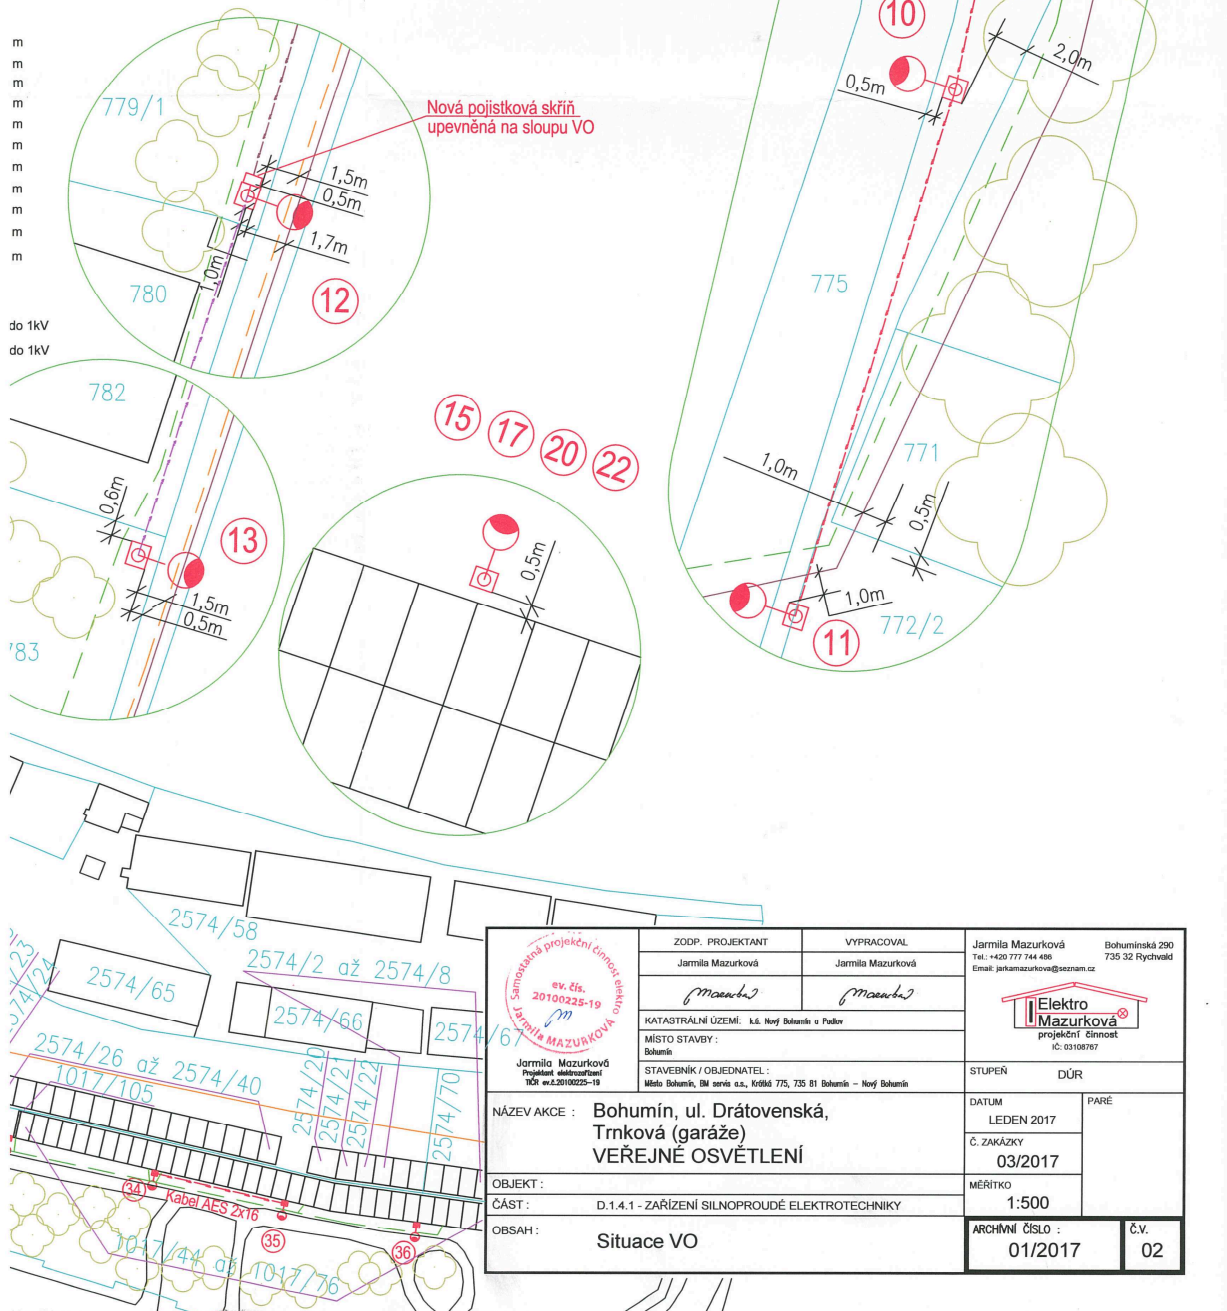 m
m
m
m
m
m
m
m
m
m
m
do 1kV
do 1kV
779/1
780
Nová pojistková skříň
upevněná na sloupu VO
1,5m
0,5m
1,7m
1,0m
12
782
0,6m
13
1,5m
0,5m
783
15
17
20
22
0,5m
10
0,5m
2,0m
775
771
1,0m
0,5m
1,0m
11
772/2
2574/58
2574/2 až 2574/8
2574/65
2574/66
2574/67
2574/24
2574/26 až 2574/40
1017/105
2574/20
2574/21
2574/22
2574/70
34
Kabel AES 2x16
35
36
1017/44 až 1017/76
Samostatná projekční činnost elektro
ev. čís.
20100225-19
Jarmila MAZURKOVÁ
Jarmila Mazurková
Projektant elektrozařízení
TIČR ev.č.20100225-19
ZODP. PROJEKTANT
VYPRACOVAL
Jarmila Mazurková
Jarmila Mazurková
KATASTRÁLNÍ ÚZEMÍ: k.ú. Nový Bohumín a Pudlov
MÍSTO STAVBY :
Bohumín
STAVEBNÍK / OBJEDNATEL :
Město Bohumín, BM servis a.s., Krátká 775, 735 81 Bohumín – Nový Bohumín
Jarmila Mazurková
Tel.: +420 777 744 486
Email: jarkamazurkova@seznam.cz
Bohumínská 290
735 32 Rychvald
Elektro
Mazurková
projekční činnost
IČ: 03108767
STUPEŇ DÚR
NÁZEV AKCE : Bohumín, ul. Drátovenská,
Trnková (garáže)
VEŘEJNÉ OSVĚTLENÍ
DATUM
LEDEN 2017
PARÉ
Č. ZAKÁZKY
03/2017
MĚŘÍTKO
1:500
OBJEKT :
ČÁST : D.1.4.1 - ZAŘÍZENÍ SILNOPROUDÉ ELEKTROTECHNIKY
OBSAH : Situace VO
ARCHIVNÍ ČÍSLO :
01/2017
Č.V.
02